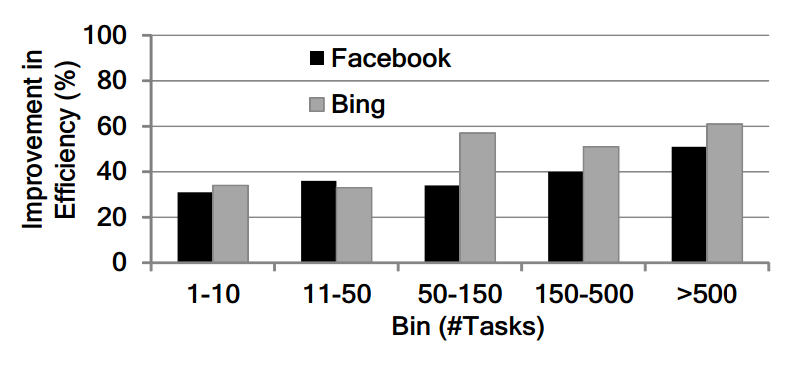 Improvement in
Efficiency (%)
100
80
60
40
20
0
Facebook
Bing
1-10 11-50 50-150 150-500 >500
Bin (#Tasks)